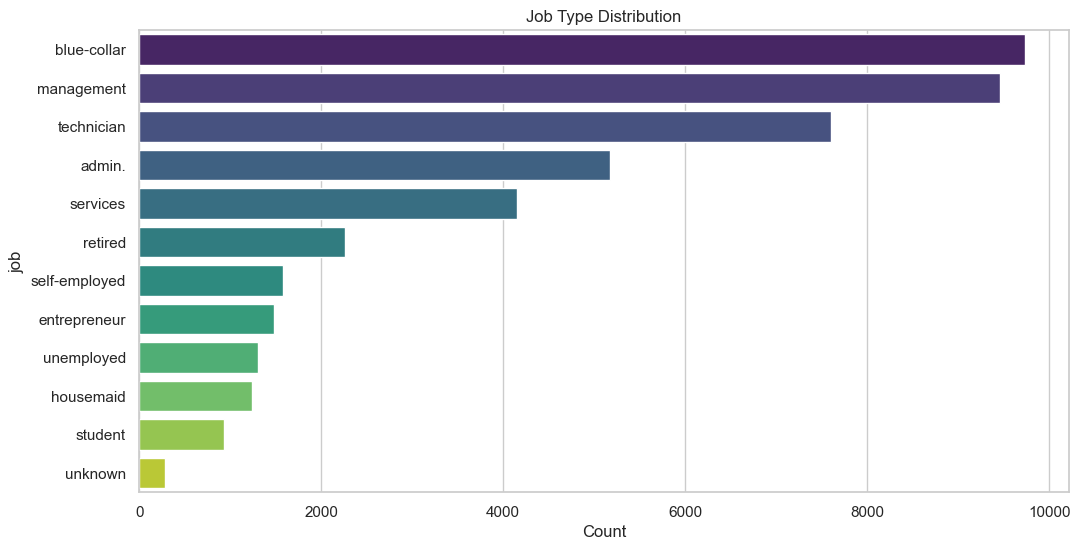 Job Type Distribution
blue-collar
management
technician
admin.
services
retired
self-employed
entrepreneur
unemployed
housemaid
student
unknown
job
0 2000 4000 6000 8000 10000
Count